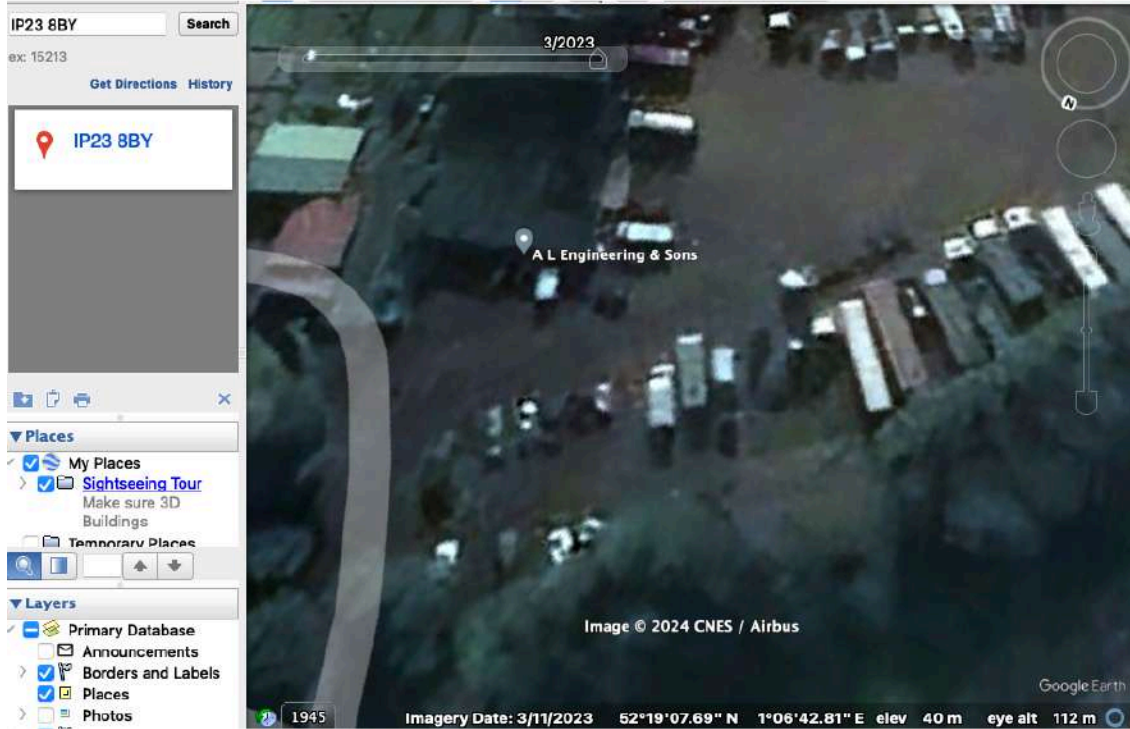 IP23 8BY
Search
ex: 15213
Get Directions History
IP23 8BY
Places
My Places
Sightseeing Tour
Make sure 3D
Buildings
Temporary Places
Layers
Primary Database
Announcements
Borders and Labels
Places
Photos
3/2023
N
A L Engineering & Sons
Image © 2024 CNES / Airbus
Google Earth
1945
Imagery Date: 3/11/2023 52°19'07.69" N 1°06'42.81" E elev 40 m eye alt 112 m